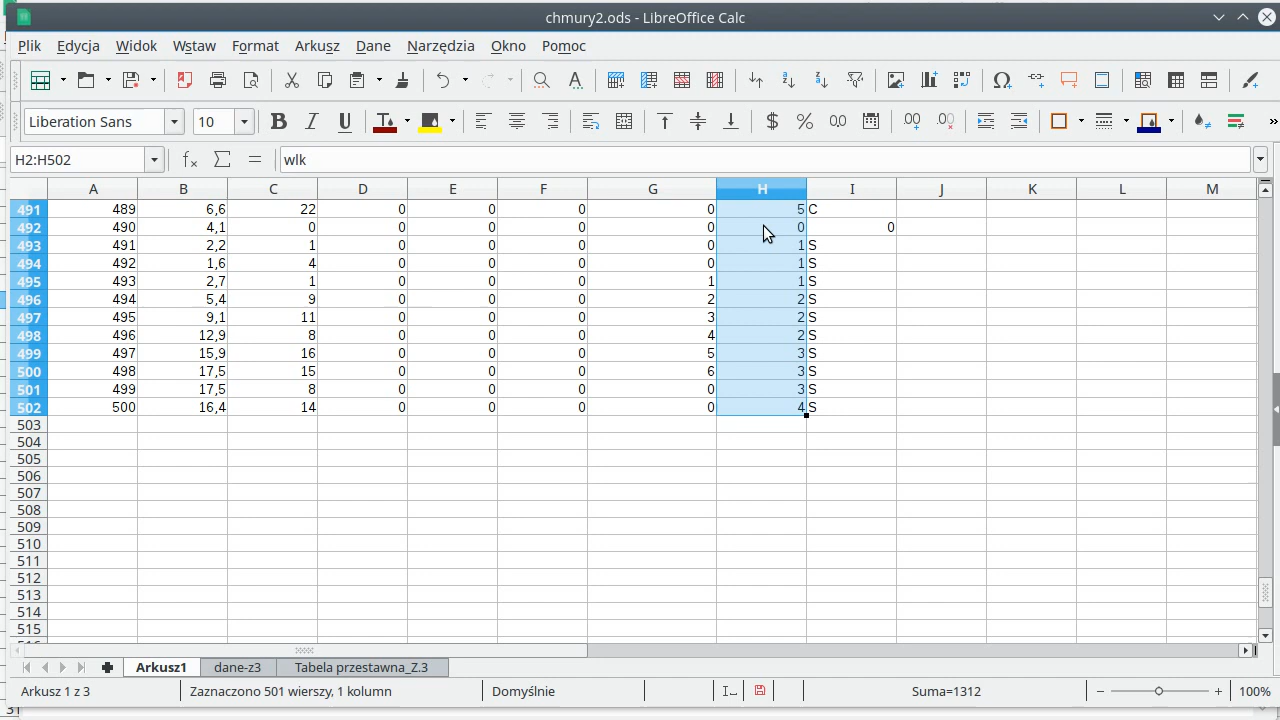 chmury2.ods - LibreOffice Calc
Plik Edycja Widok Wstaw Format Arkusz Dane Narzędzia Okno Pomoc
Liberation Sans 10
H2:H502 wlk
A B C D E F G H I J K L M
491 489 6,6 22 0 0 0 0 5 C
492 490 4,1 0 0 0 0 0 0 0
493 491 2,2 1 0 0 0 0 1 S
494 492 1,6 4 0 0 0 0 1 S
495 493 2,7 1 0 0 0 1 1 S
496 494 5,4 9 0 0 0 2 2 S
497 495 9,1 11 0 0 0 3 2 S
498 496 12,9 8 0 0 0 4 2 S
499 497 15,9 16 0 0 0 5 3 S
500 498 17,5 15 0 0 0 6 3 S
501 499 17,5 8 0 0 0 0 3 S
502 500 16,4 14 0 0 0 0 4 S
503
504
505
506
507
508
509
510
511
512
513
514
515
Arkusz1 dane-z3 Tabela przestawna_Z.3
Arkusz 1 z 3 Zaznaczono 501 wierszy, 1 kolumn Domyślnie Suma=1312 100%